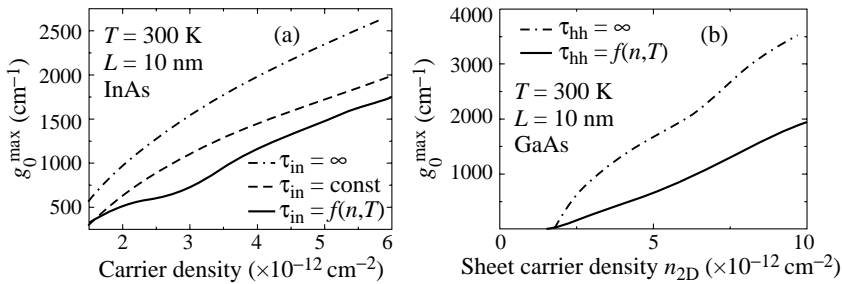 g₀ᵐᵃˣ (cm⁻¹)
2500
2000
1500
1000
500
T = 300 K
L = 10 nm
InAs
(a)
τᵢₙ = ∞
τᵢₙ = const
τᵢₙ = f(n,T)
2 3 4 5 6
Carrier density (×10⁻¹² cm⁻²)
g₀ᵐᵃˣ (cm⁻¹)
4000
3000
2000
1000
τₕₕ = ∞
τₕₕ = f(n,T)
(b)
T = 300 K
L = 10 nm
GaAs
0 5 10
Sheet carrier density n₂D (×10⁻¹² cm⁻²)